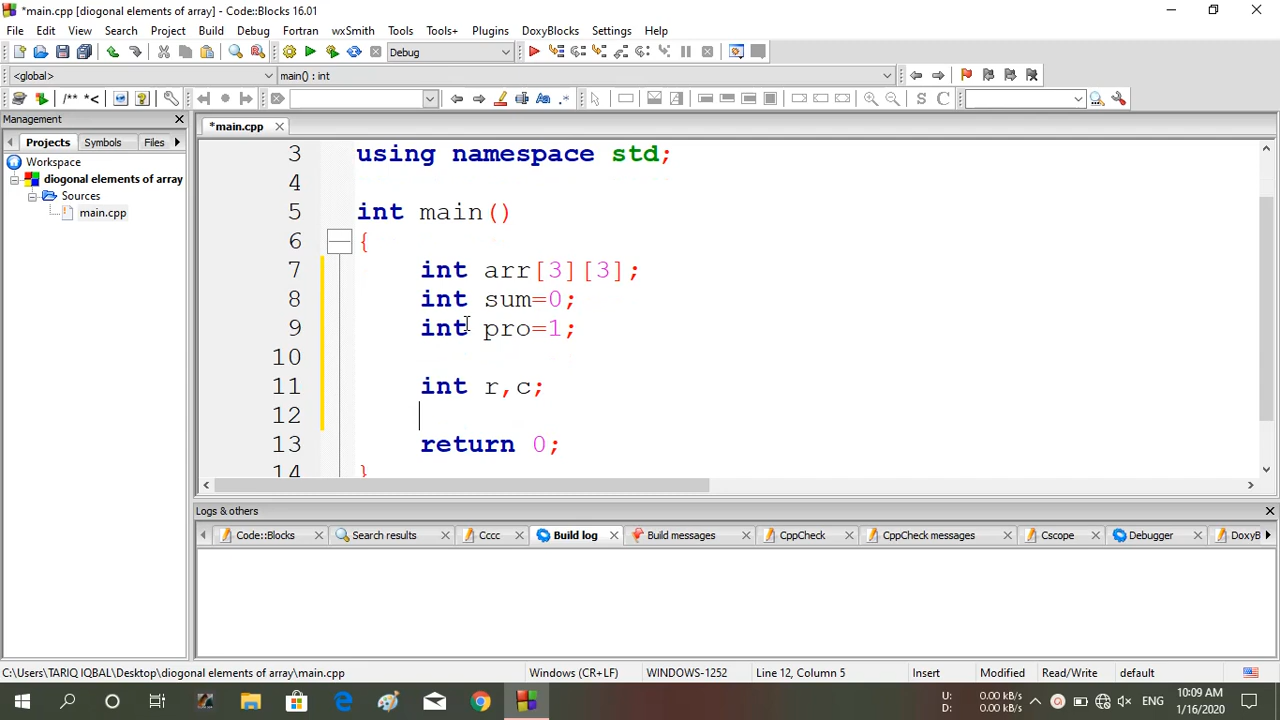 *main.cpp [diogonal elements of array] - Code::Blocks 16.01
File Edit View Search Project Build Debug Fortran wxSmith Tools Tools+ Plugins DoxyBlocks Settings Help
Debug
<global> main() : int
/** *<
S C
Management
Projects Symbols Files
*main.cpp
Workspace
diogonal elements of array
Sources
main.cpp
3 using namespace std;
4
5 int main()
6 {
7 int arr[3][3];
8 int sum=0;
9 int pro=1;
10
11 int r,c;
12
13 return 0;
14 }
Logs & others
Code::Blocks Search results Cccc Build log Build messages CppCheck CppCheck messages Cscope Debugger DoxyB
C:\Users\TARIQ IQBAL\Desktop\diogonal elements of array\main.cpp Windows (CR+LF) WINDOWS-1252 Line 12, Column 5 Insert Modified Read/Write default
U: 0.00 kB/s
D: 0.00 kB/s
ENG
10:09 AM
1/16/2020